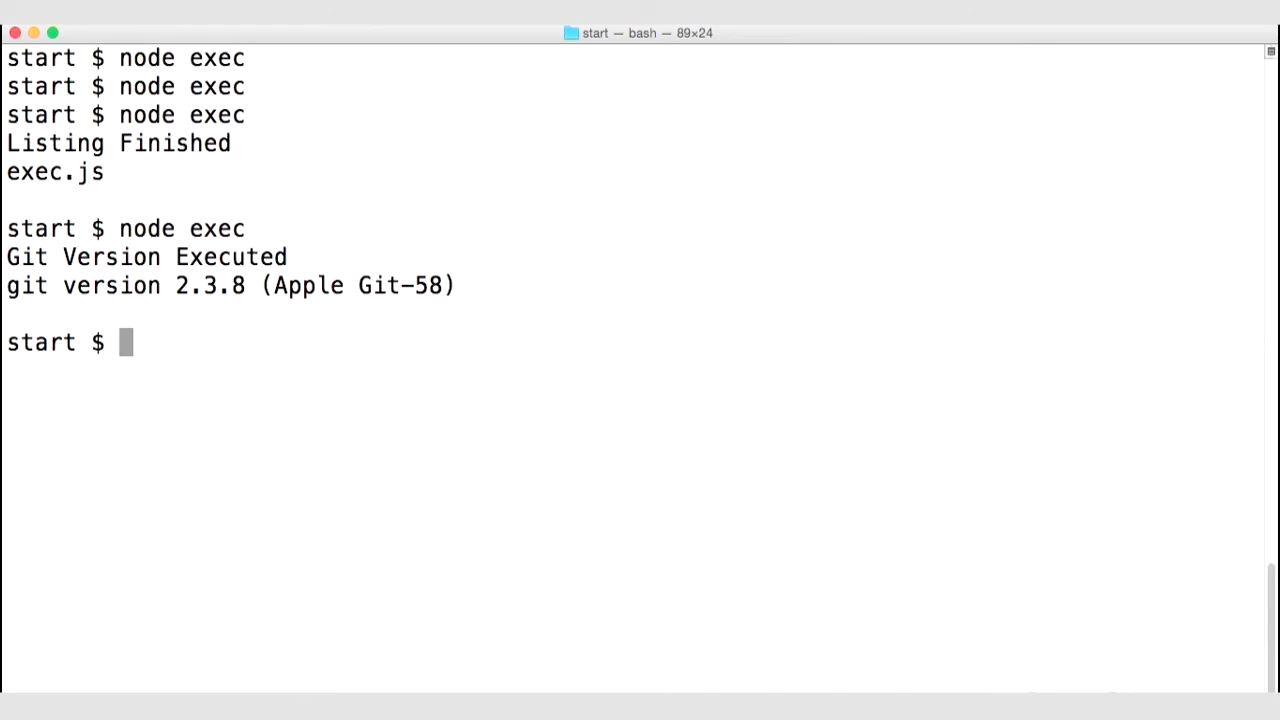 start — bash — 89×24
start $ node exec
start $ node exec
start $ node exec
Listing Finished
exec.js
start $ node exec
Git Version Executed
git version 2.3.8 (Apple Git-58)
start $